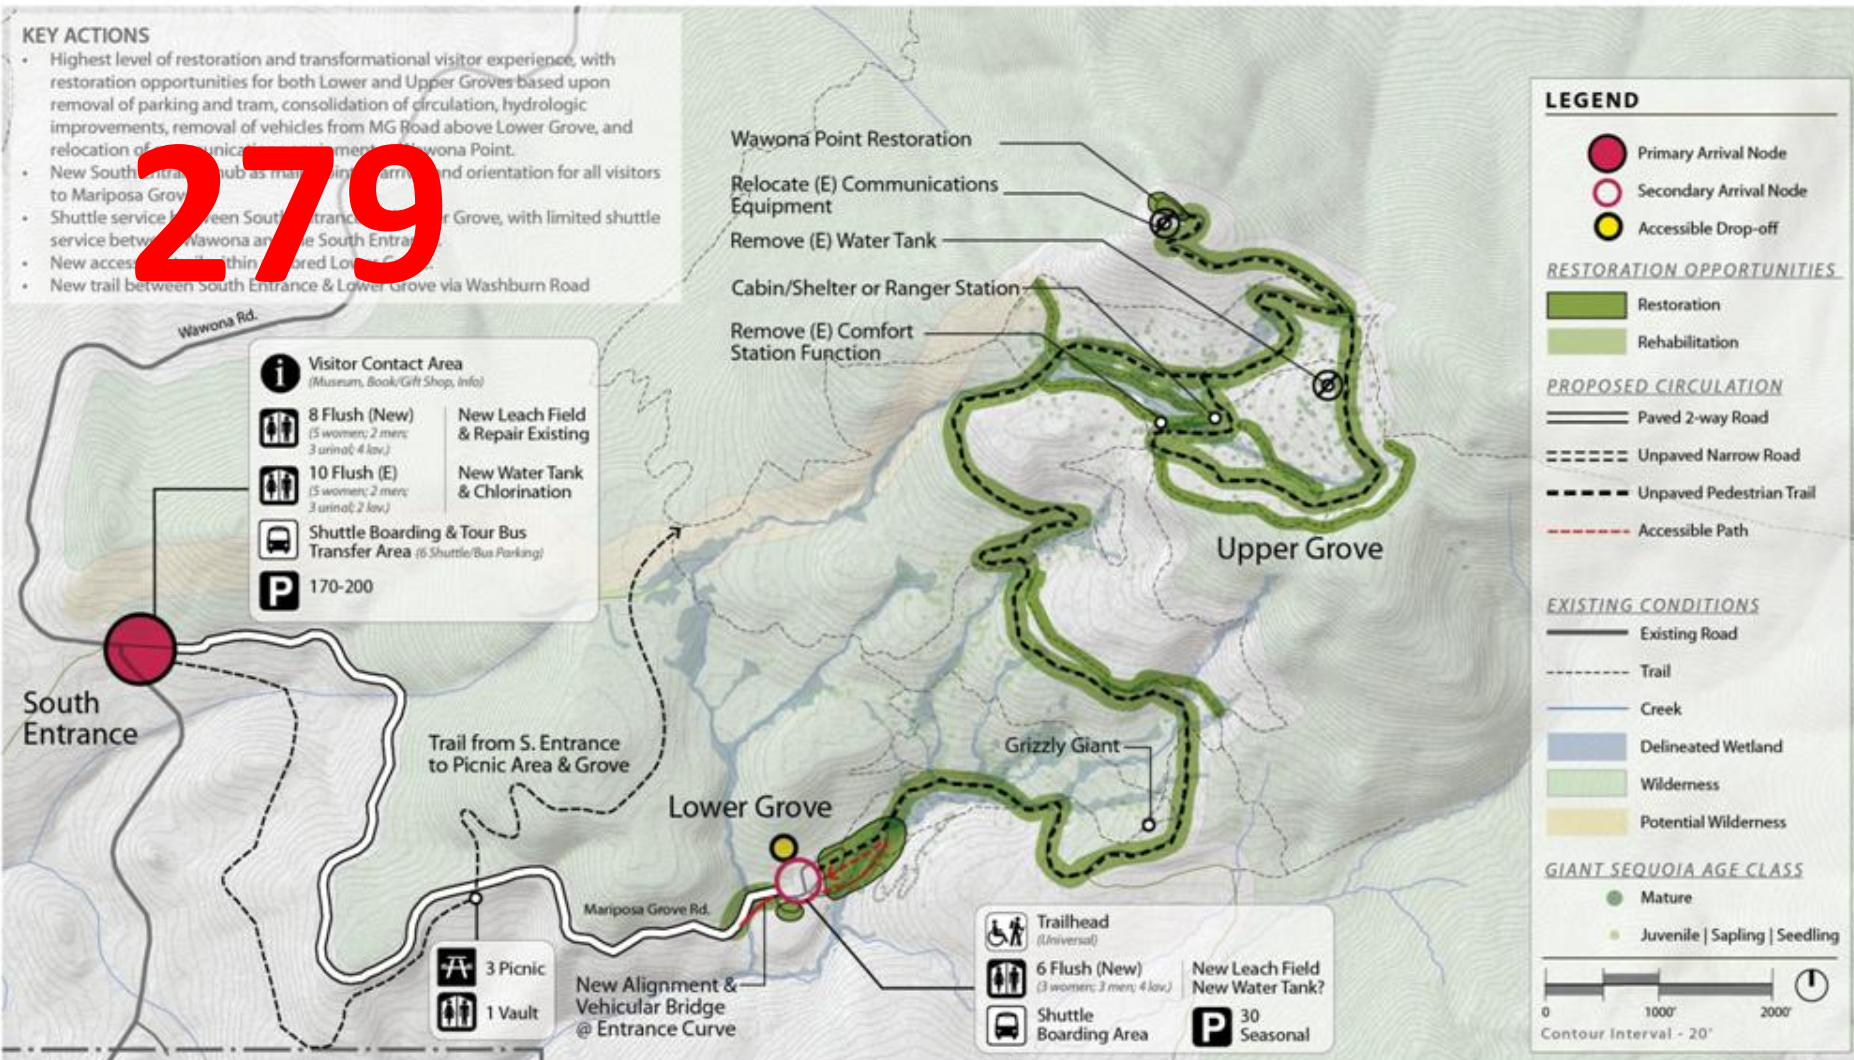 KEY ACTIONS
• Highest level of restoration and transformational visitor experience, with
restoration opportunities for both Lower and Upper Groves based upon
removal of parking and tram, consolidation of circulation, hydrologic
improvements, removal of vehicles from MG Road above Lower Grove, and
relocation of Wawona Point.
• New South hub as main and orientation for all visitors
to Mariposa
• Shuttle service South Grove, with limited shuttle
service Wawona South
• New within
• New trail between South Entrance & Lower Grove via Washburn Road
279
Wawona Rd.
Visitor Contact Area
(Museum, Book/Gift Shop, Info)
8 Flush (New)
(5 women; 2 men;
3 urinal; 4 lav.)
New Leach Field
& Repair Existing
10 Flush (E)
(5 women; 2 men;
3 urinal; 2 lav.)
New Water Tank
& Chlorination
Shuttle Boarding & Tour Bus
Transfer Area (6 Shuttle/Bus Parking)
P 170-200
South
Entrance
Wawona Point Restoration
Relocate (E) Communications
Equipment
Remove (E) Water Tank
Cabin/Shelter or Ranger Station
Remove (E) Comfort
Station Function
Upper Grove
Trail from S. Entrance
to Picnic Area & Grove
Grizzly Giant
Lower Grove
Mariposa Grove Rd.
3 Picnic
1 Vault
New Alignment &
Vehicular Bridge
@ Entrance Curve
Trailhead
(Universal)
6 Flush (New)
(3 women; 3 men; 4 lav.)
New Leach Field
New Water Tank?
Shuttle
Boarding Area
P 30
Seasonal
LEGEND
Primary Arrival Node
Secondary Arrival Node
Accessible Drop-off
RESTORATION OPPORTUNITIES
Restoration
Rehabilitation
PROPOSED CIRCULATION
Paved 2-way Road
Unpaved Narrow Road
Unpaved Pedestrian Trail
Accessible Path
EXISTING CONDITIONS
Existing Road
Trail
Creek
Delineated Wetland
Wilderness
Potential Wilderness
GIANT SEQUOIA AGE CLASS
Mature
Juvenile | Sapling | Seedling
0 1000' 2000'
Contour Interval - 20'